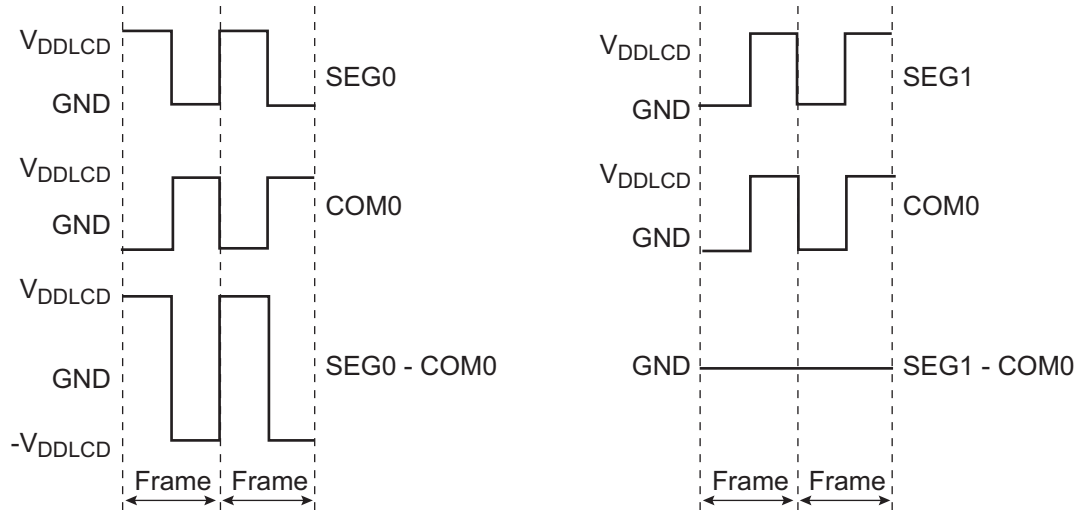 V_DDLCD
GND
SEG0
V_DDLCD
GND
COM0
V_DDLCD
GND
-V_DDLCD
SEG0 - COM0
Frame Frame
V_DDLCD
GND
SEG1
V_DDLCD
GND
COM0
GND
SEG1 - COM0
Frame Frame